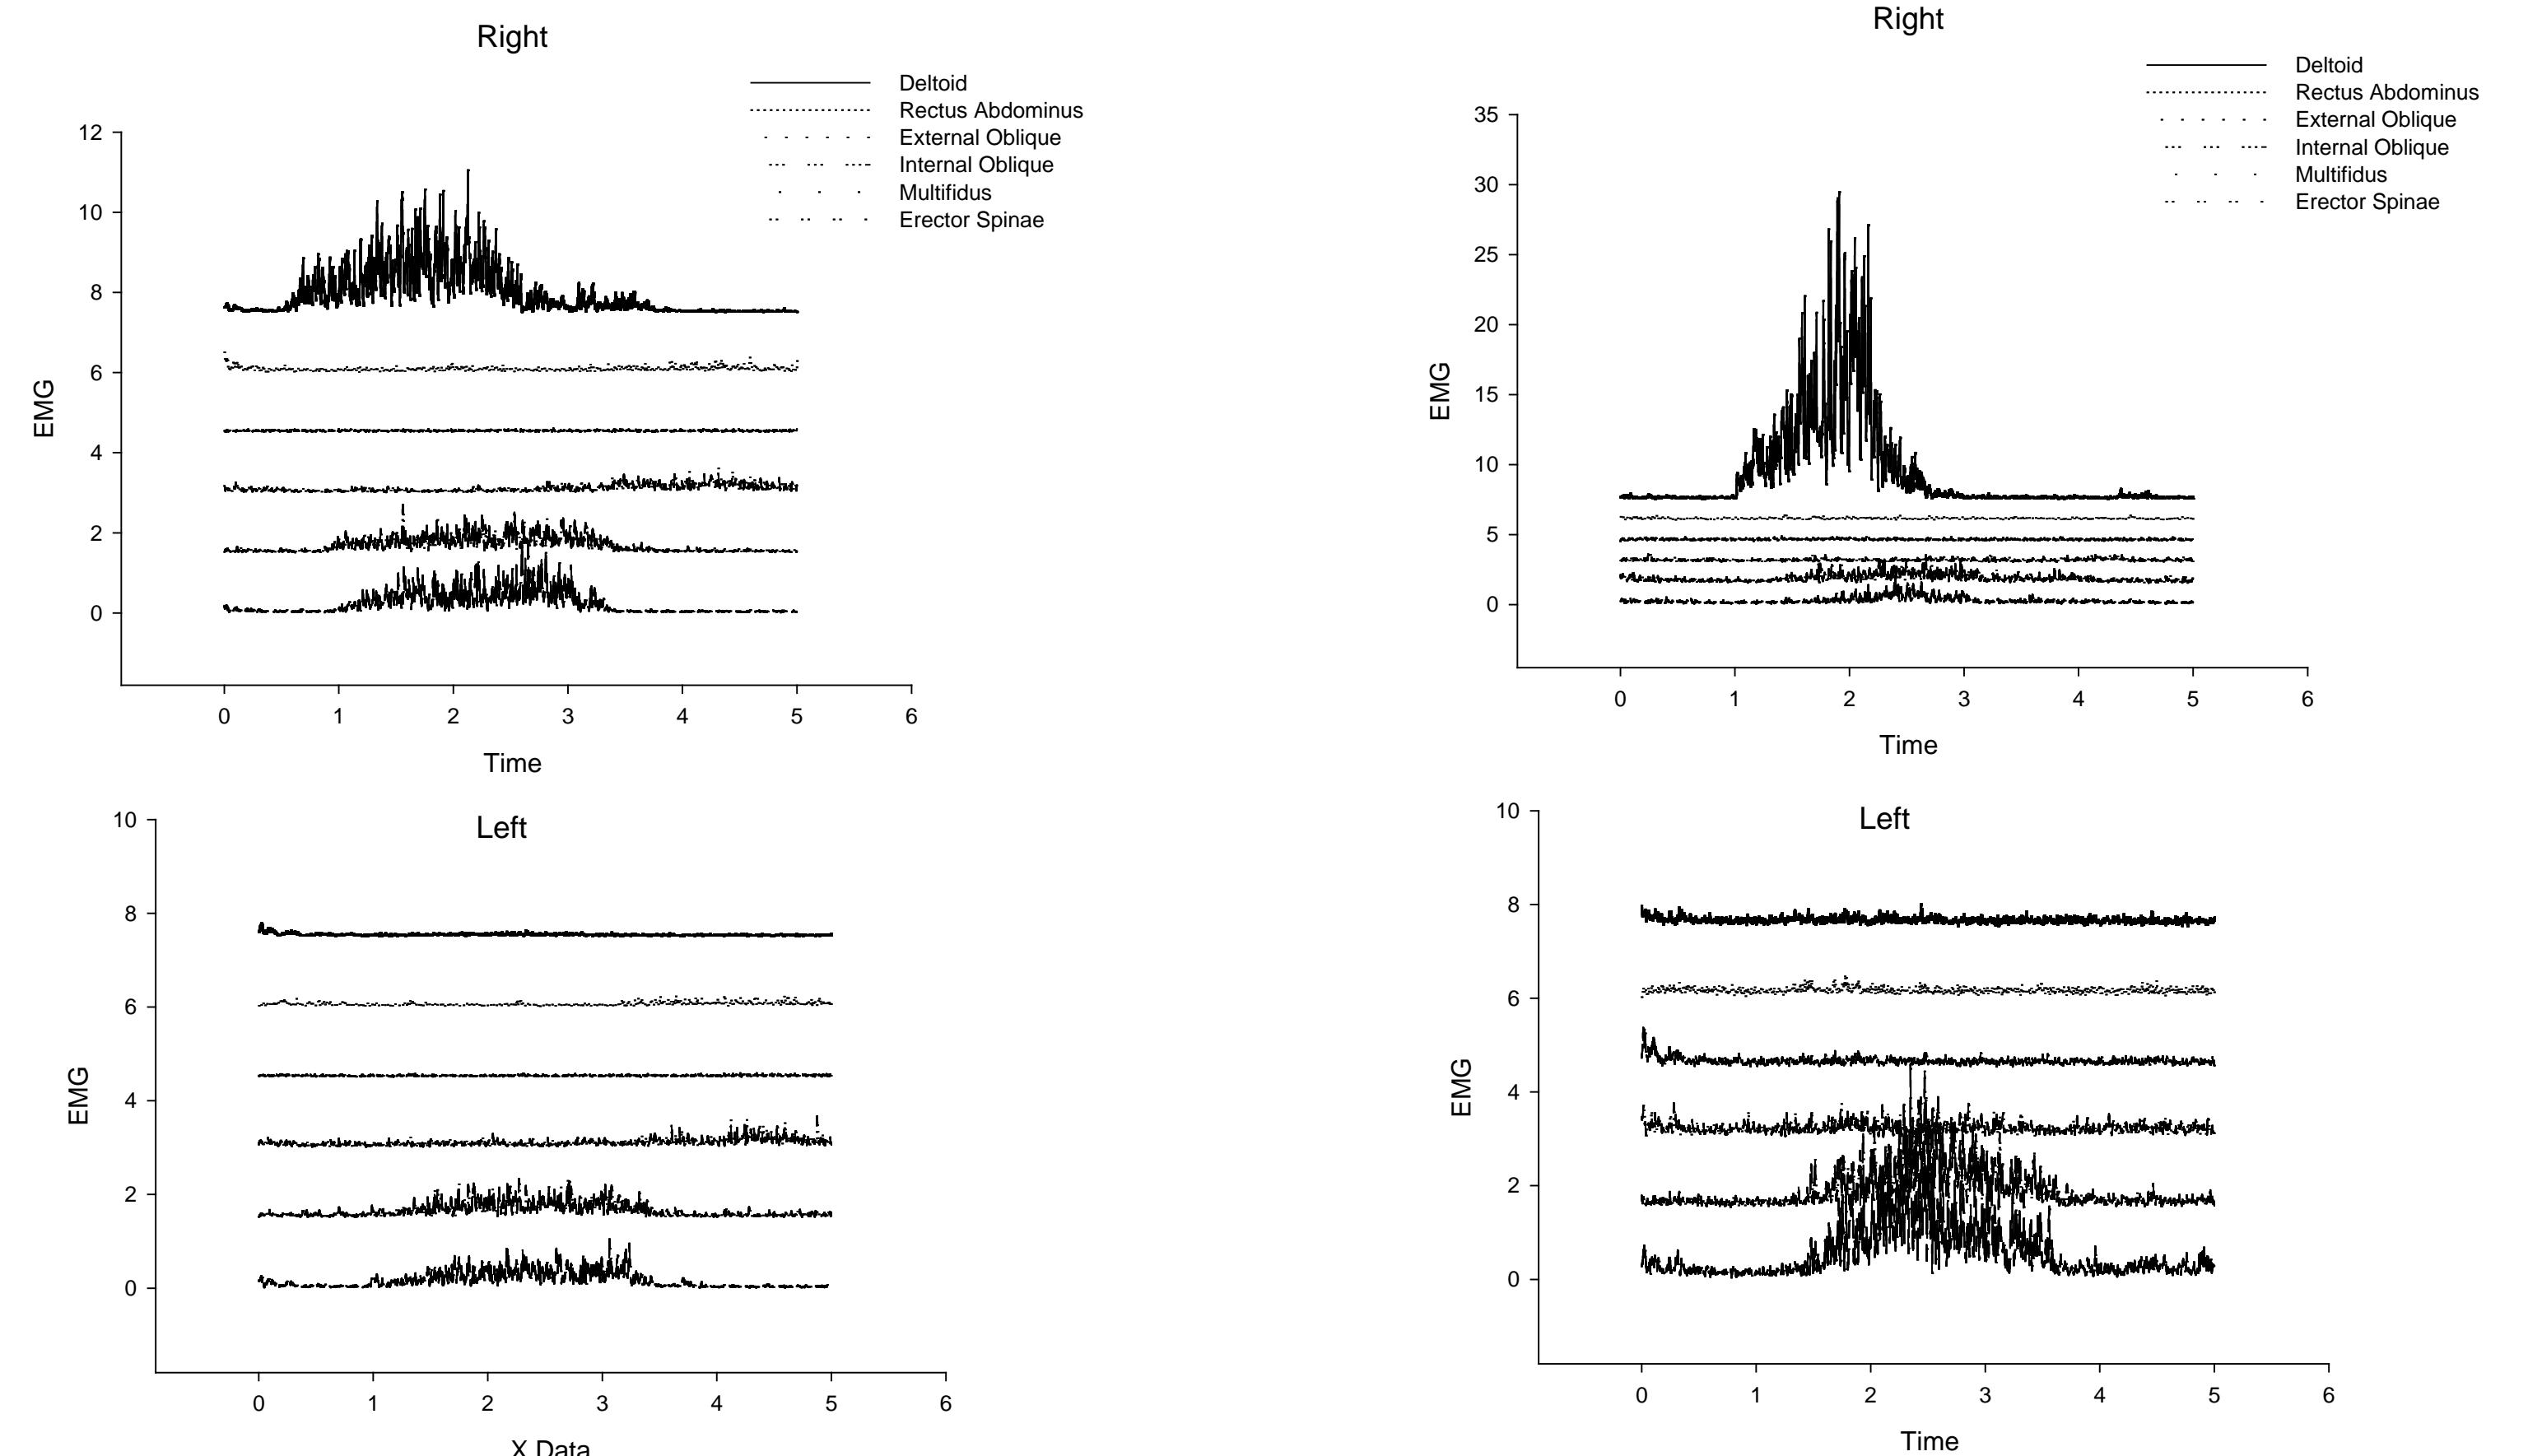 Right
Deltoid
Rectus Abdominus
External Oblique
Internal Oblique
Multifidus
Erector Spinae
12
10
8
6
4
2
0
EMG
0 1 2 3 4 5 6
Time
Right
Deltoid
Rectus Abdominus
External Oblique
Internal Oblique
Multifidus
Erector Spinae
35
30
25
20
15
10
5
0
EMG
0 1 2 3 4 5 6
Time
Left
10
8
6
4
2
0
EMG
0 1 2 3 4 5 6
X Data
Left
10
8
6
4
2
0
EMG
0 1 2 3 4 5 6
Time